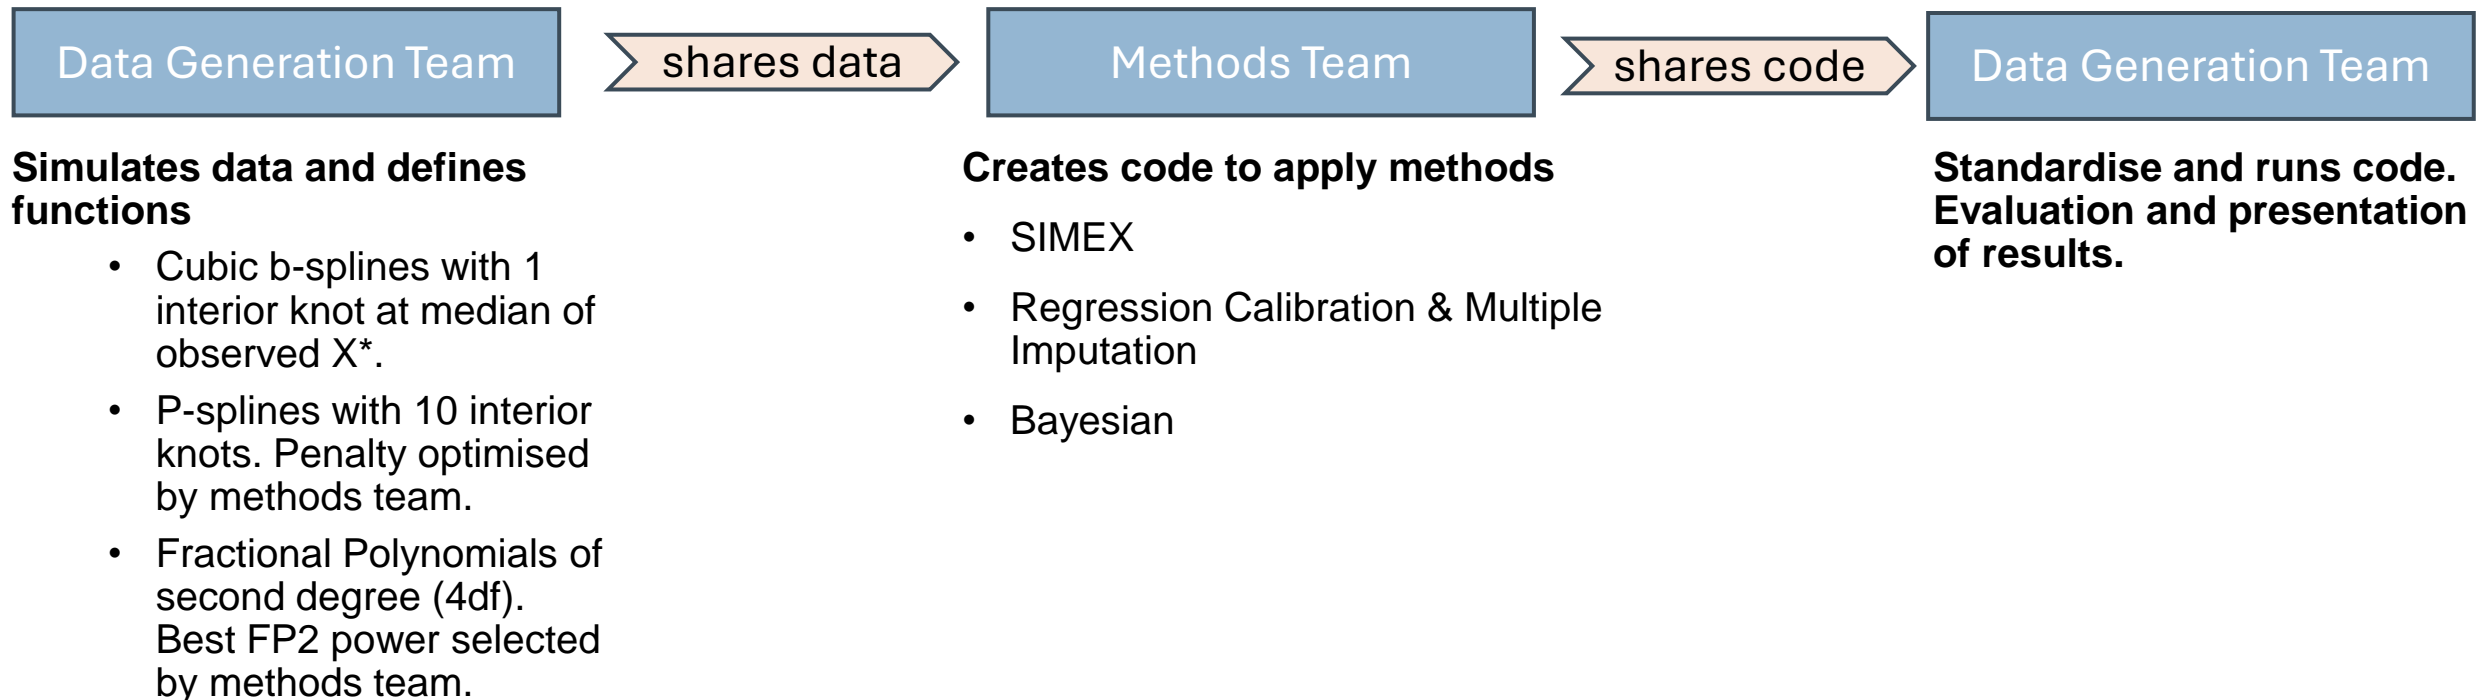 Data Generation Team
shares data
Methods Team
shares code
Data Generation Team
Simulates data and defines
functions
• Cubic b-splines with 1
interior knot at median of
observed X*.
• P-splines with 10 interior
knots. Penalty optimised
by methods team.
• Fractional Polynomials of
second degree (4df).
Best FP2 power selected
by methods team.
Creates code to apply methods
• SIMEX
• Regression Calibration & Multiple
Imputation
• Bayesian
Standardise and runs code.
Evaluation and presentation
of results.